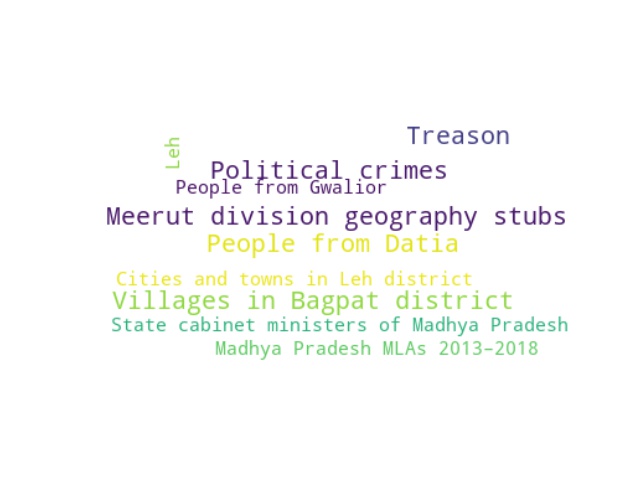 Treason
Leh
Political crimes
People from Gwalior
Meerut division geography stubs
People from Datia
Cities and towns in Leh district
Villages in Bagpat district
State cabinet ministers of Madhya Pradesh
Madhya Pradesh MLAs 2013–2018